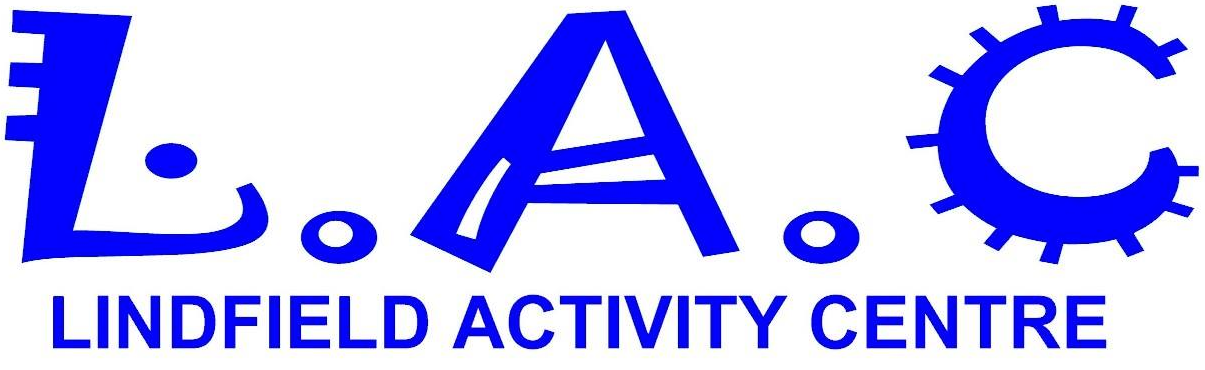 L.A.C
LINDFIELD ACTIVITY CENTRE